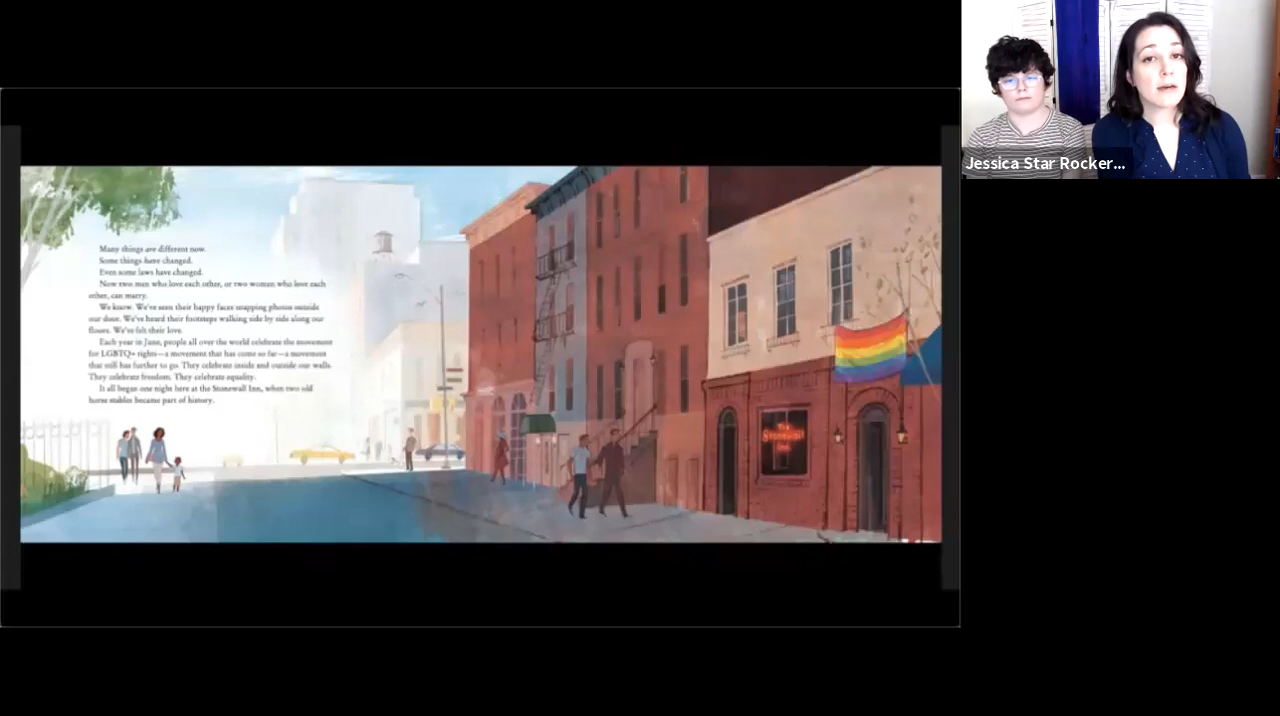 Many things are different now.
Some things have changed.
Even some laws have changed.
Now two men who love each other, or two women who love each
other, can marry.
We know. We've seen their happy faces snapping photos outside
our door. We've heard their footsteps walking side by side along our
floors. We've felt their love.
Each year in June, people all over the world celebrate the movement
for LGBTQ+ rights—a movement that has come so far—a movement
that still has further to go. They celebrate inside and outside our walls.
They celebrate freedom. They celebrate equality.
It all began one night here at the Stonewall Inn, when two old
horse stables became part of history.
The
Stonewall
Inn
Jessica Star Rocker...